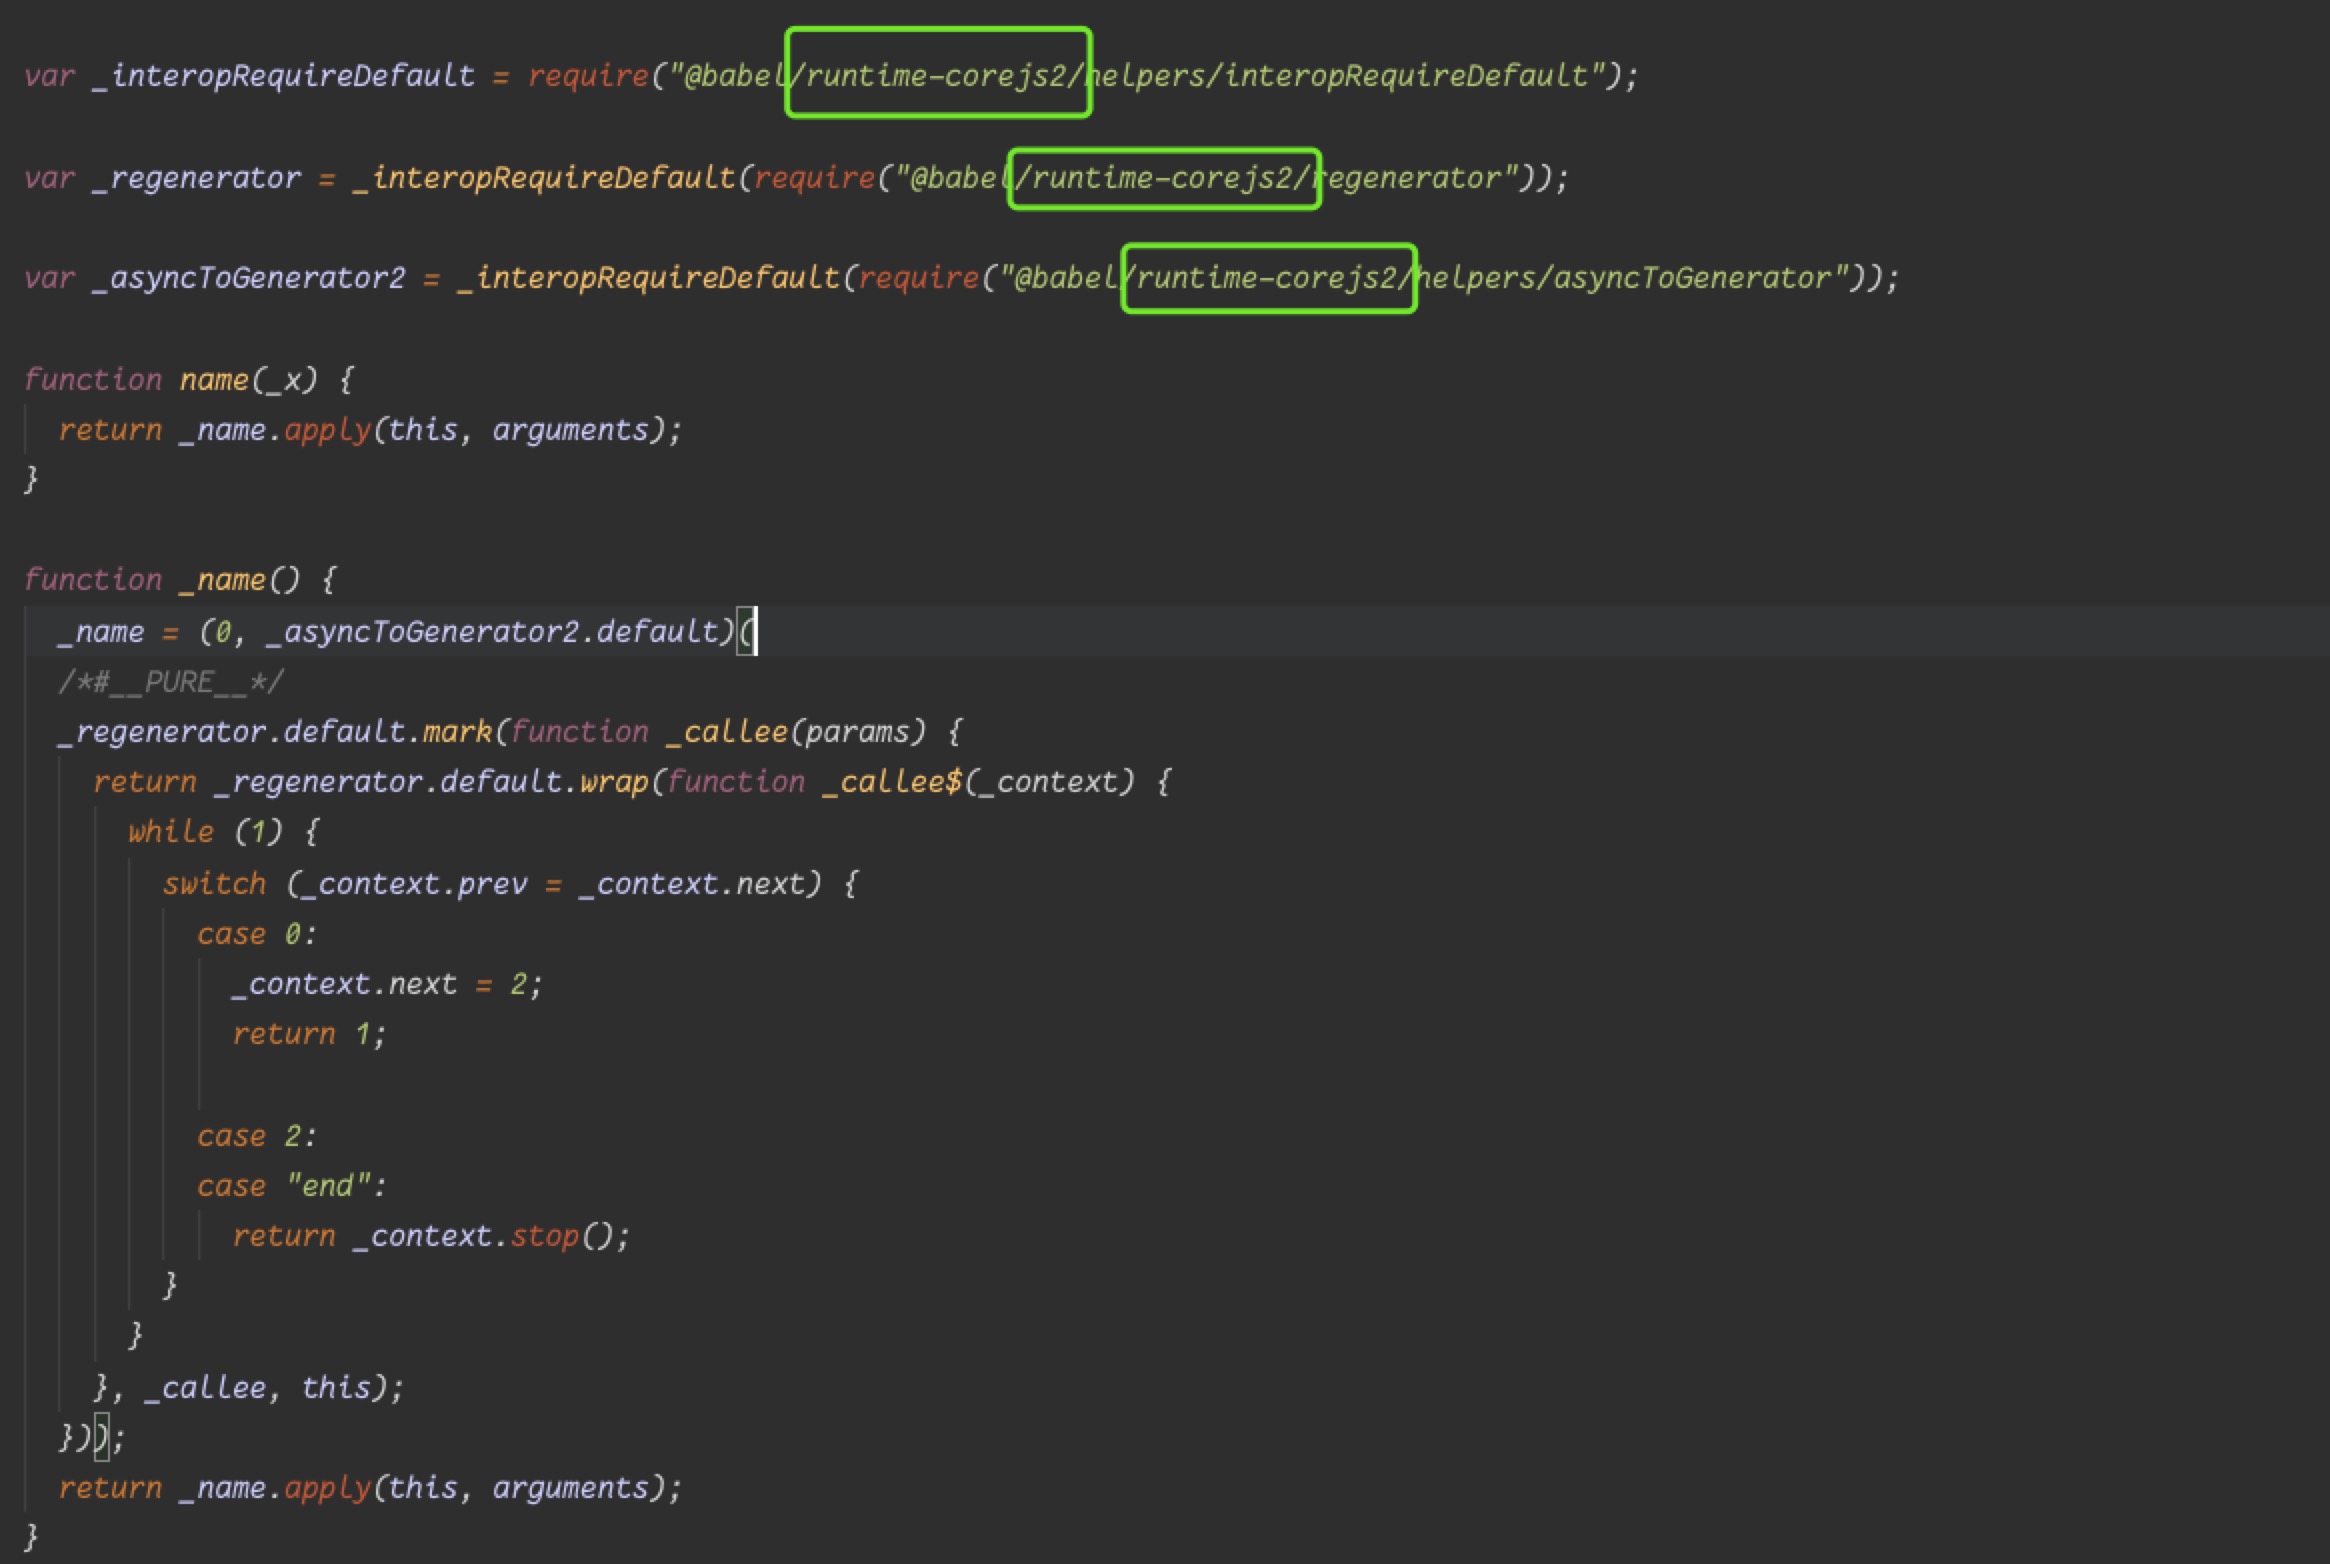 var _interopRequireDefault = require("@babel/runtime-corejs2/helpers/interopRequireDefault");
var _regenerator = _interopRequireDefault(require("@babel/runtime-corejs2/regenerator"));
var _asyncToGenerator2 = _interopRequireDefault(require("@babel/runtime-corejs2/helpers/asyncToGenerator"));
function name(_x) {
  return _name.apply(this, arguments);
}
function _name() {
  _name = (0, _asyncToGenerator2.default)(
  /*#__PURE__*/
  _regenerator.default.mark(function _callee(params) {
    return _regenerator.default.wrap(function _callee$(_context) {
      while (1) {
        switch (_context.prev = _context.next) {
          case 0:
            _context.next = 2;
            return 1;
          case 2:
          case "end":
            return _context.stop();
        }
      }
    }, _callee, this);
  }));
  return _name.apply(this, arguments);
}